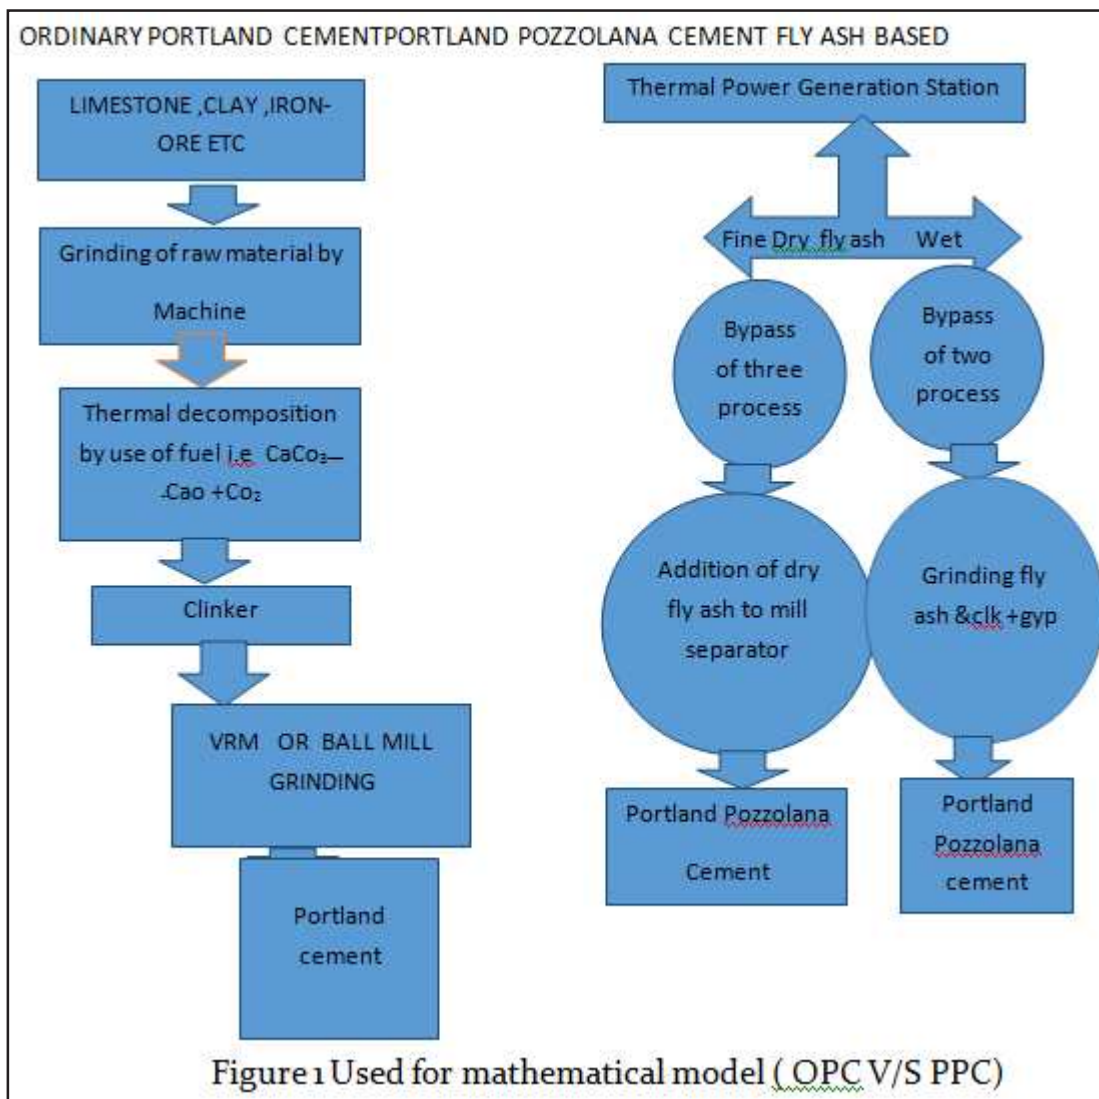 ORDINARY PORTLAND CEMENTPORTLAND POZZOLANA CEMENT FLY ASH BASED
LIMESTONE ,CLAY ,IRON-
ORE ETC
Grinding of raw material by
Machine
Thermal decomposition
by use of fuel i.e CaCo₃—
.Cao +Co₂
Clinker
VRM OR BALL MILL
GRINDING
Portland
cement
Thermal Power Generation Station
Fine Dry fly ash Wet
Bypass
of three
process
Bypass
of two
process
Addition of dry
fly ash to mill
separator
Grinding fly
ash &clk +gyp
Portland Pozzolana
Cement
Portland
Pozzolana
cement
Figure 1 Used for mathematical model ( OPC V/S PPC)